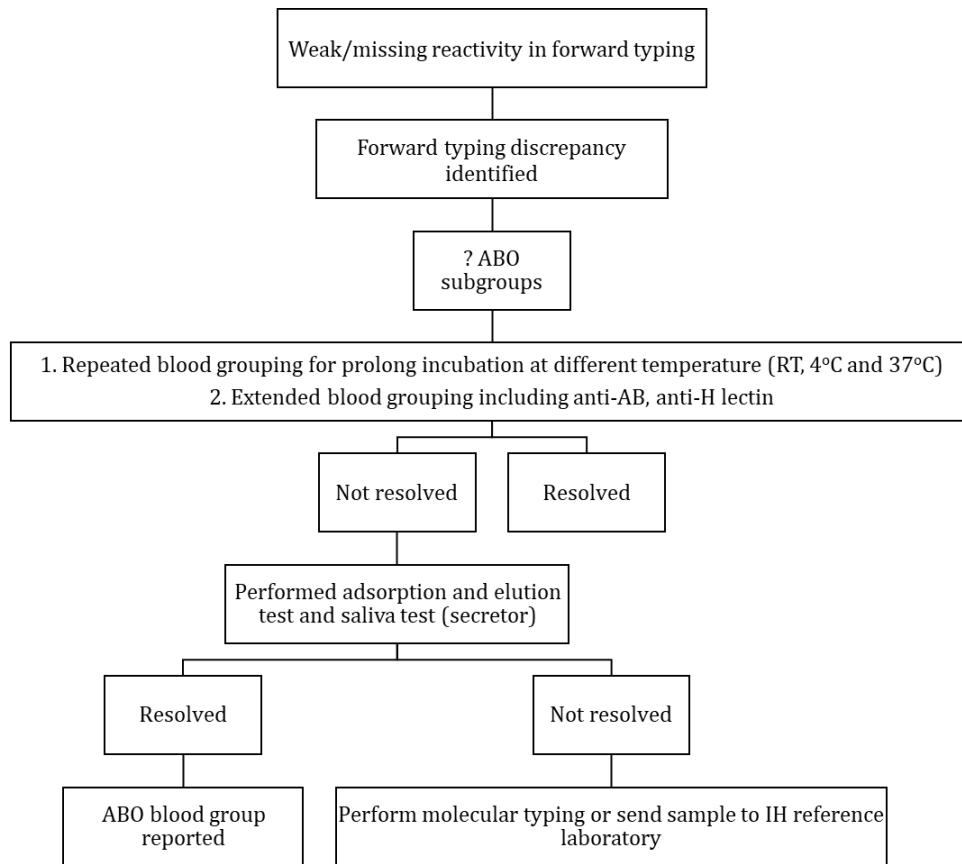 Weak/missing reactivity in forward typing
Forward typing discrepancy
identified
? ABO
subgroups
1. Repeated blood grouping for prolong incubation at different temperature (RT, 4ᵒC and 37ᵒC)
2. Extended blood grouping including anti-AB, anti-H lectin
Not resolved
Resolved
Performed adsorption and elution
test and saliva test (secretor)
Resolved
Not resolved
ABO blood group
reported
Perform molecular typing or send sample to IH reference
laboratory